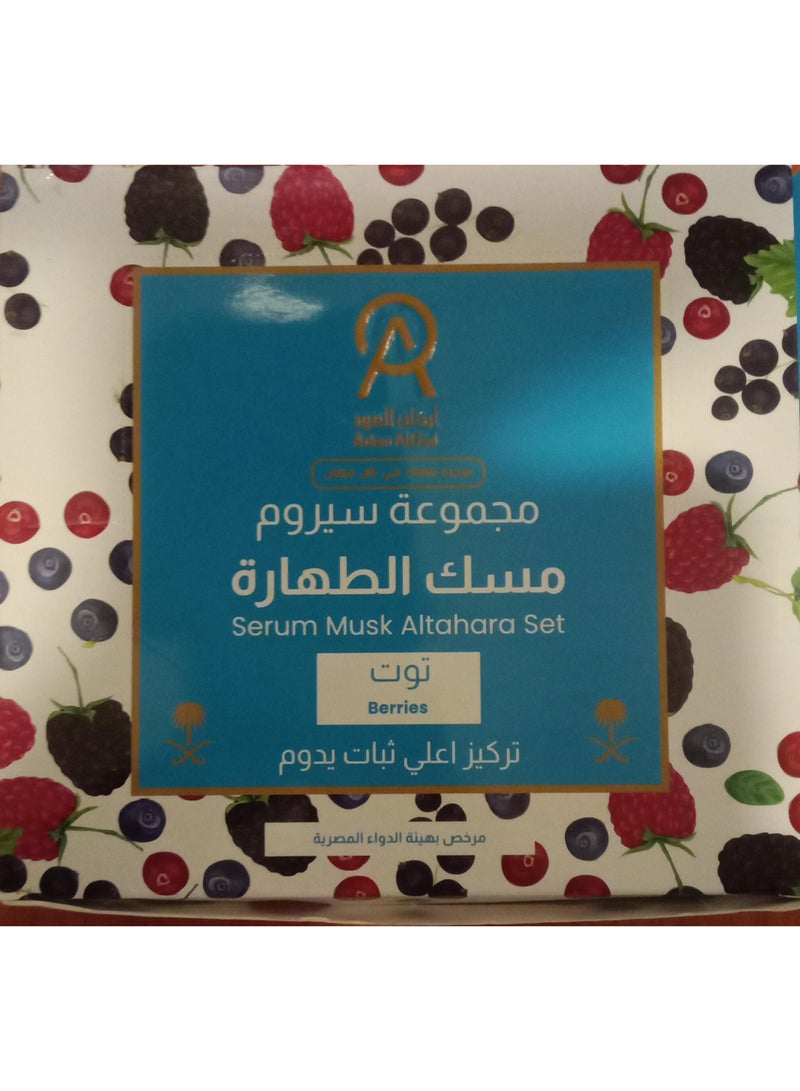 أركان العود
Arkan AlOud
مجموعة سيروم
مسك الطهارة
Serum Musk Altahara Set
توت
Berries
تركيز اعلي ثبات يدوم
مرخص بهيئة الدواء المصرية